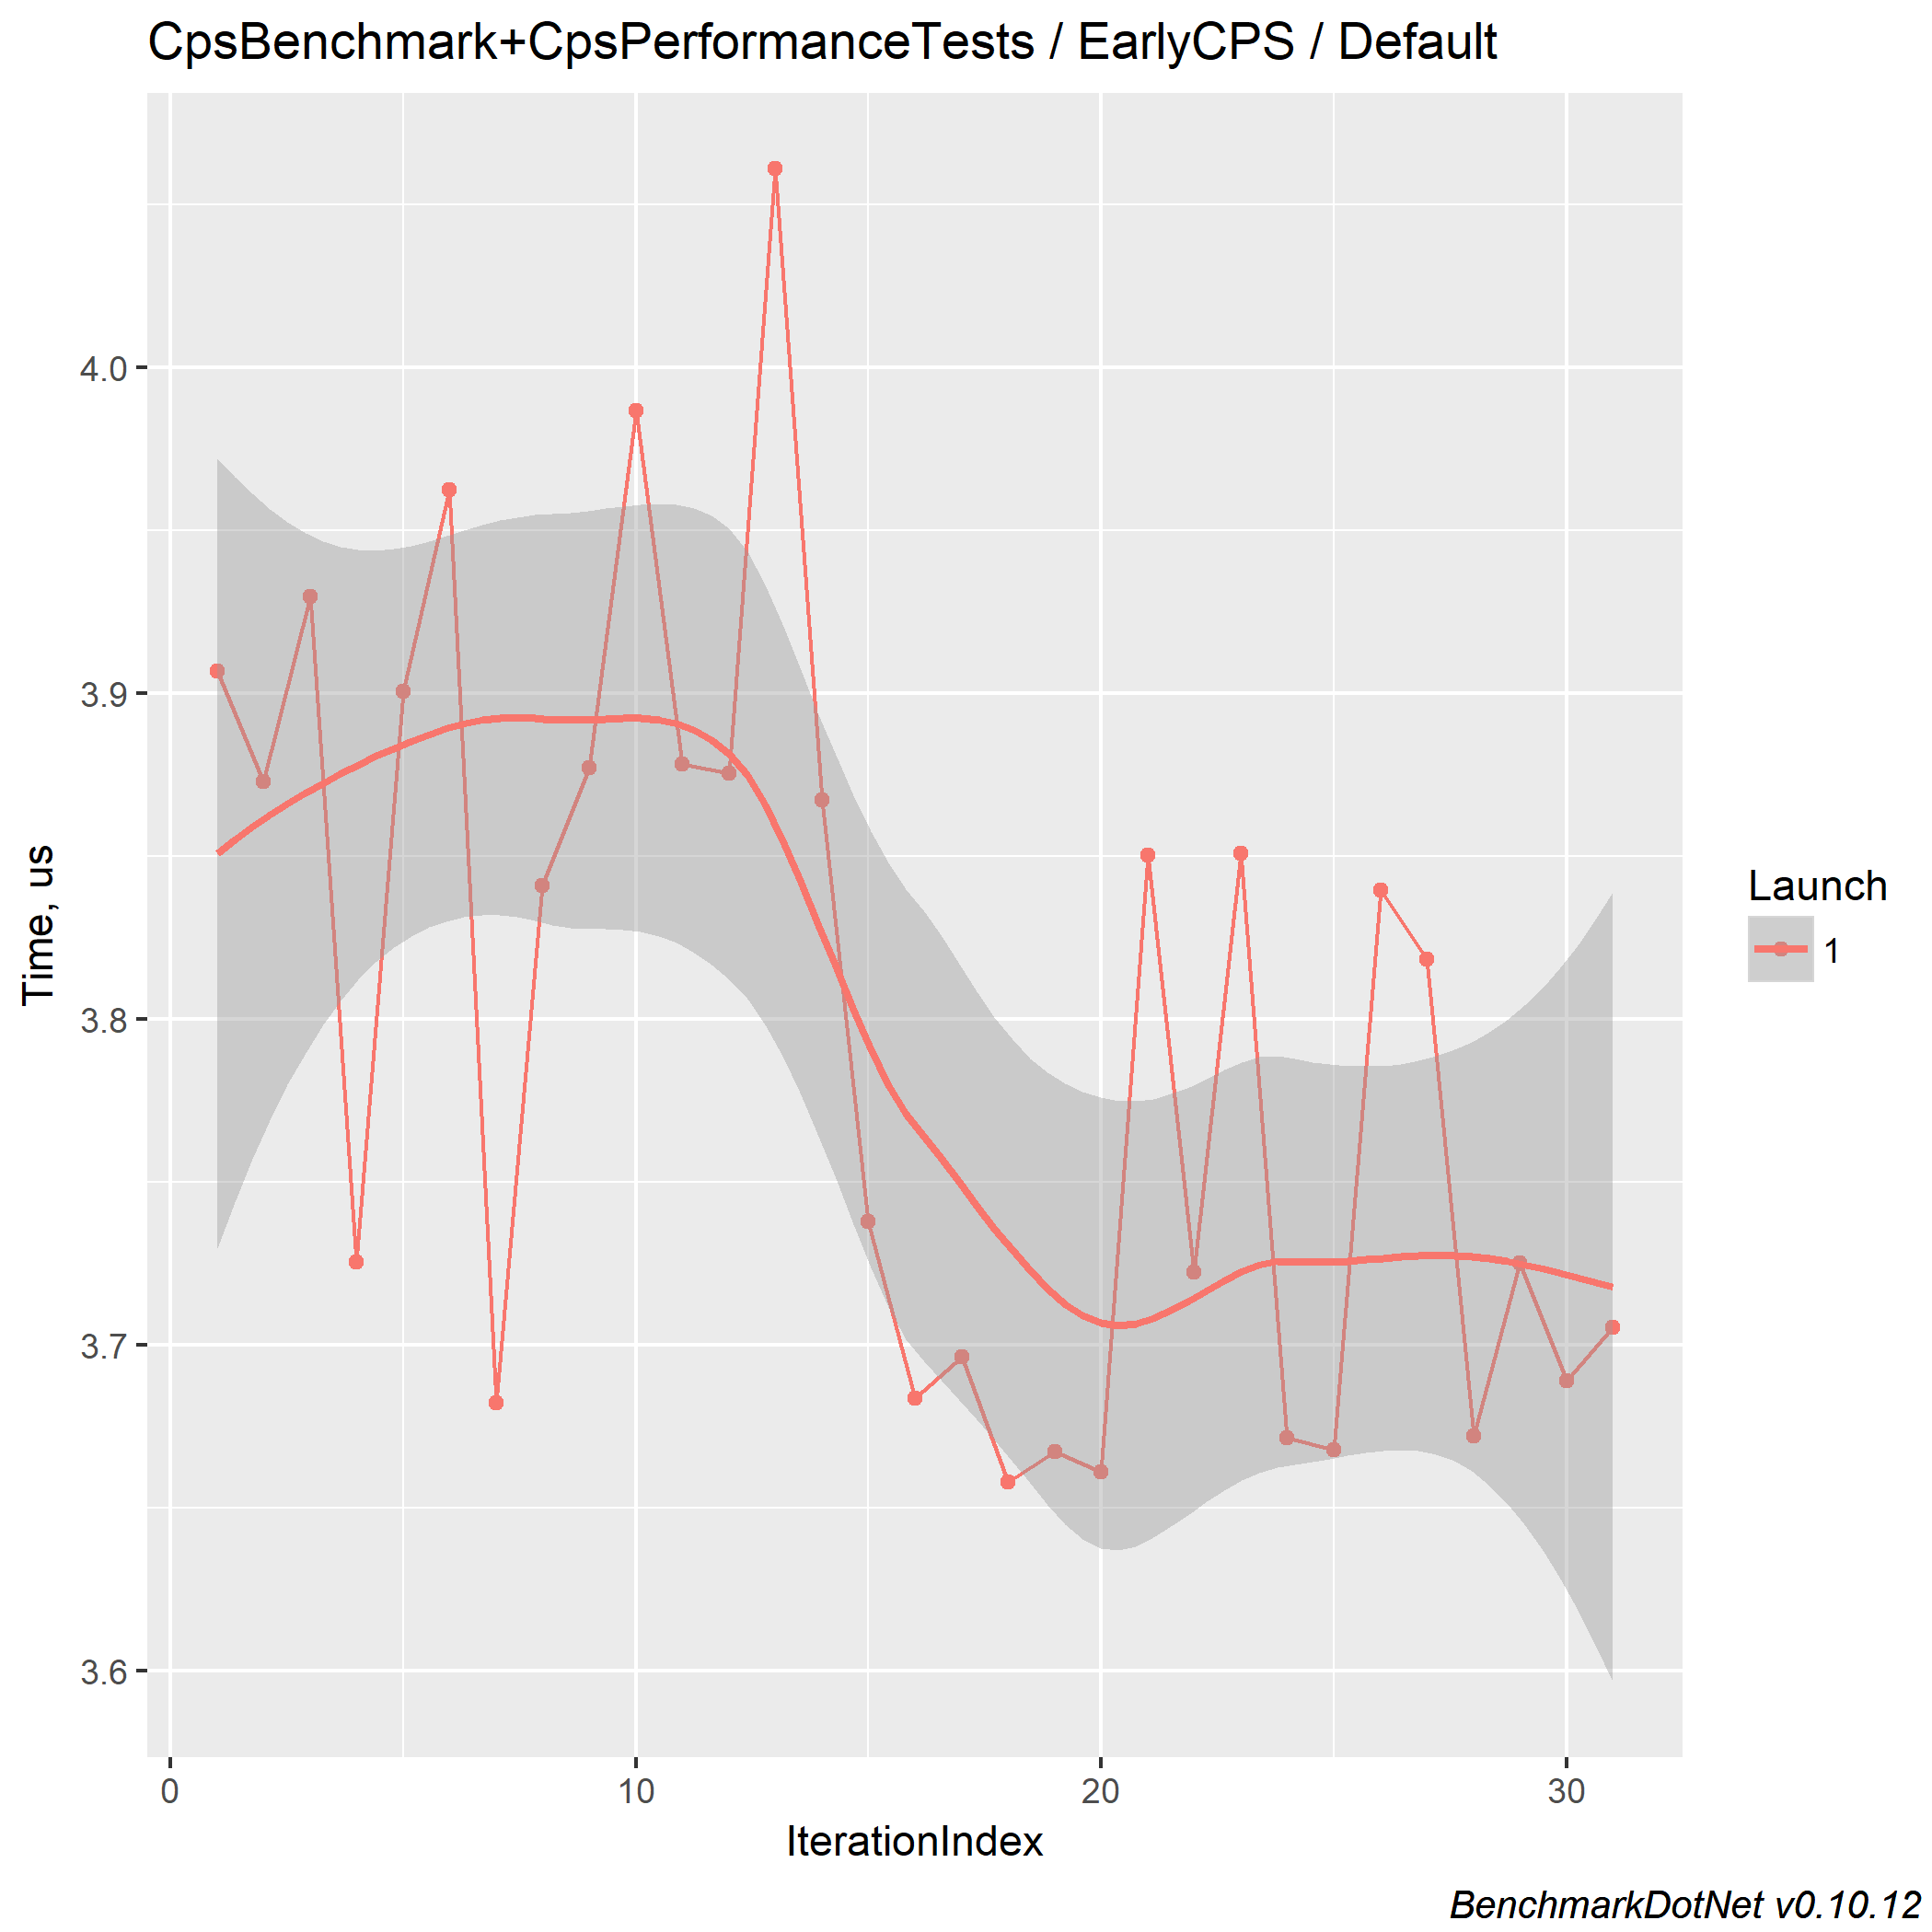 CpsBenchmark+CpsPerformanceTests / EarlyCPS / Default
Time, us
4.0
3.9
3.8
3.7
3.6
0 10 20 30
IterationIndex
Launch
1
BenchmarkDotNet v0.10.12